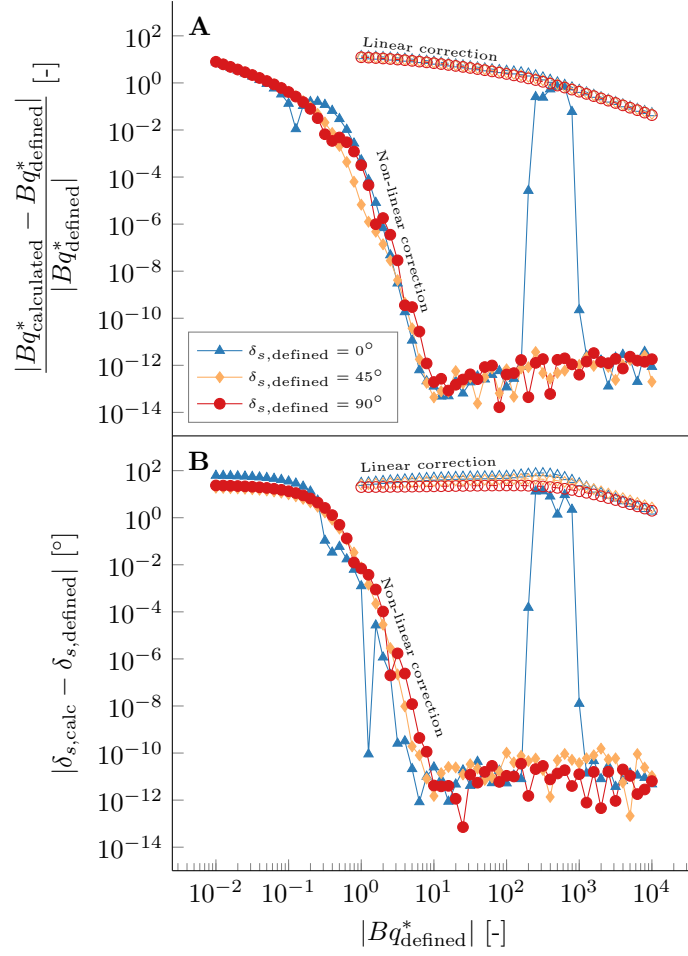 A
Linear correction
Non-linear correction
10^2
10^0
10^−2
10^−4
10^−6
10^−8
10^−10
10^−12
10^−14
|Bq*_calculated − Bq*_defined| / |Bq*_defined| [-]
δ_s,defined = 0°
δ_s,defined = 45°
δ_s,defined = 90°
B
Linear correction
Non-linear correction
10^2
10^0
10^−2
10^−4
10^−6
10^−8
10^−10
10^−12
10^−14
|δ_s,calc − δ_s,defined| [°]
10^−2 10^−1 10^0 10^1 10^2 10^3 10^4
|Bq*_defined| [-]